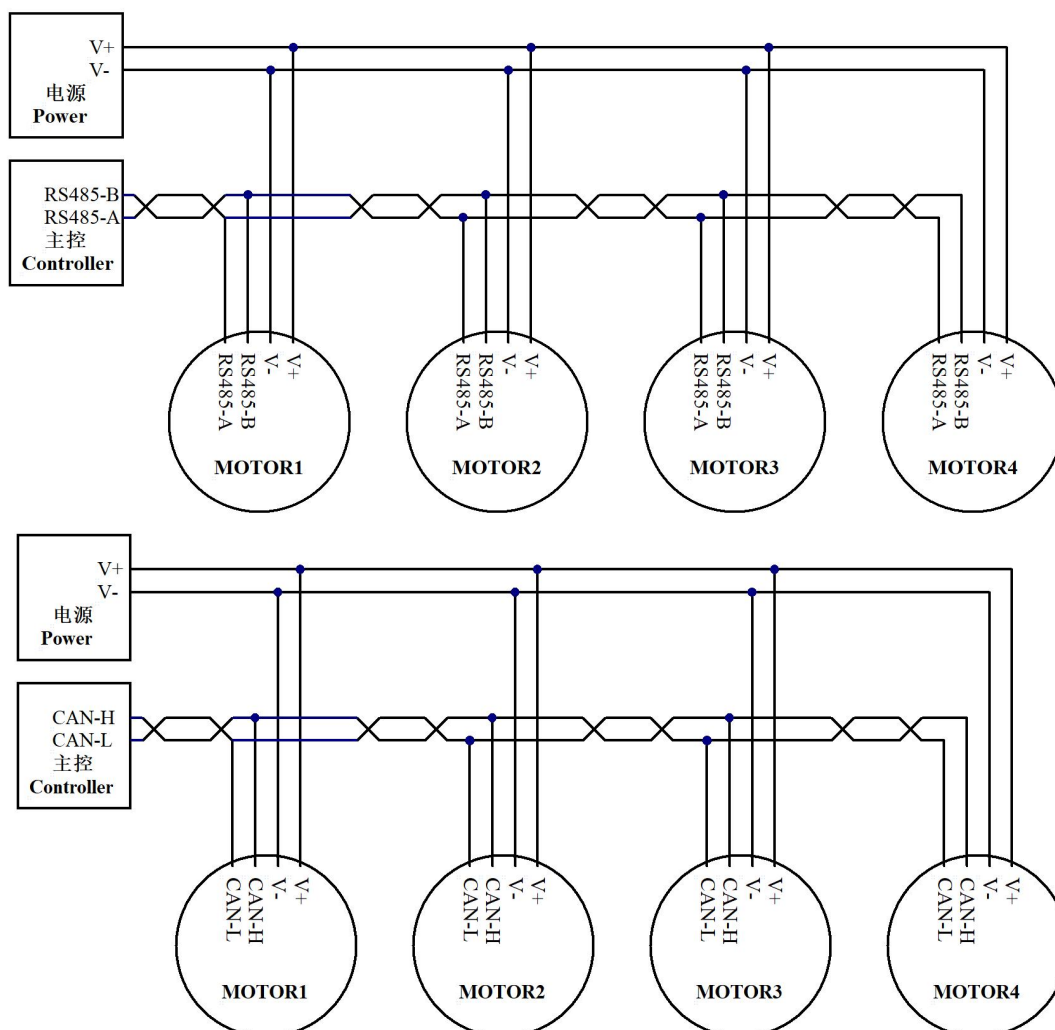 V+
V-
电源
Power
RS485-B
RS485-A
主控
Controller
RS485-A
RS485-B
V-
V+
MOTOR1
RS485-A
RS485-B
V-
V+
MOTOR2
RS485-A
RS485-B
V-
V+
MOTOR3
RS485-A
RS485-B
V-
V+
MOTOR4
V+
V-
电源
Power
CAN-H
CAN-L
主控
Controller
CAN-L
CAN-H
V-
V+
MOTOR1
CAN-L
CAN-H
V-
V+
MOTOR2
CAN-L
CAN-H
V-
V+
MOTOR3
CAN-L
CAN-H
V-
V+
MOTOR4